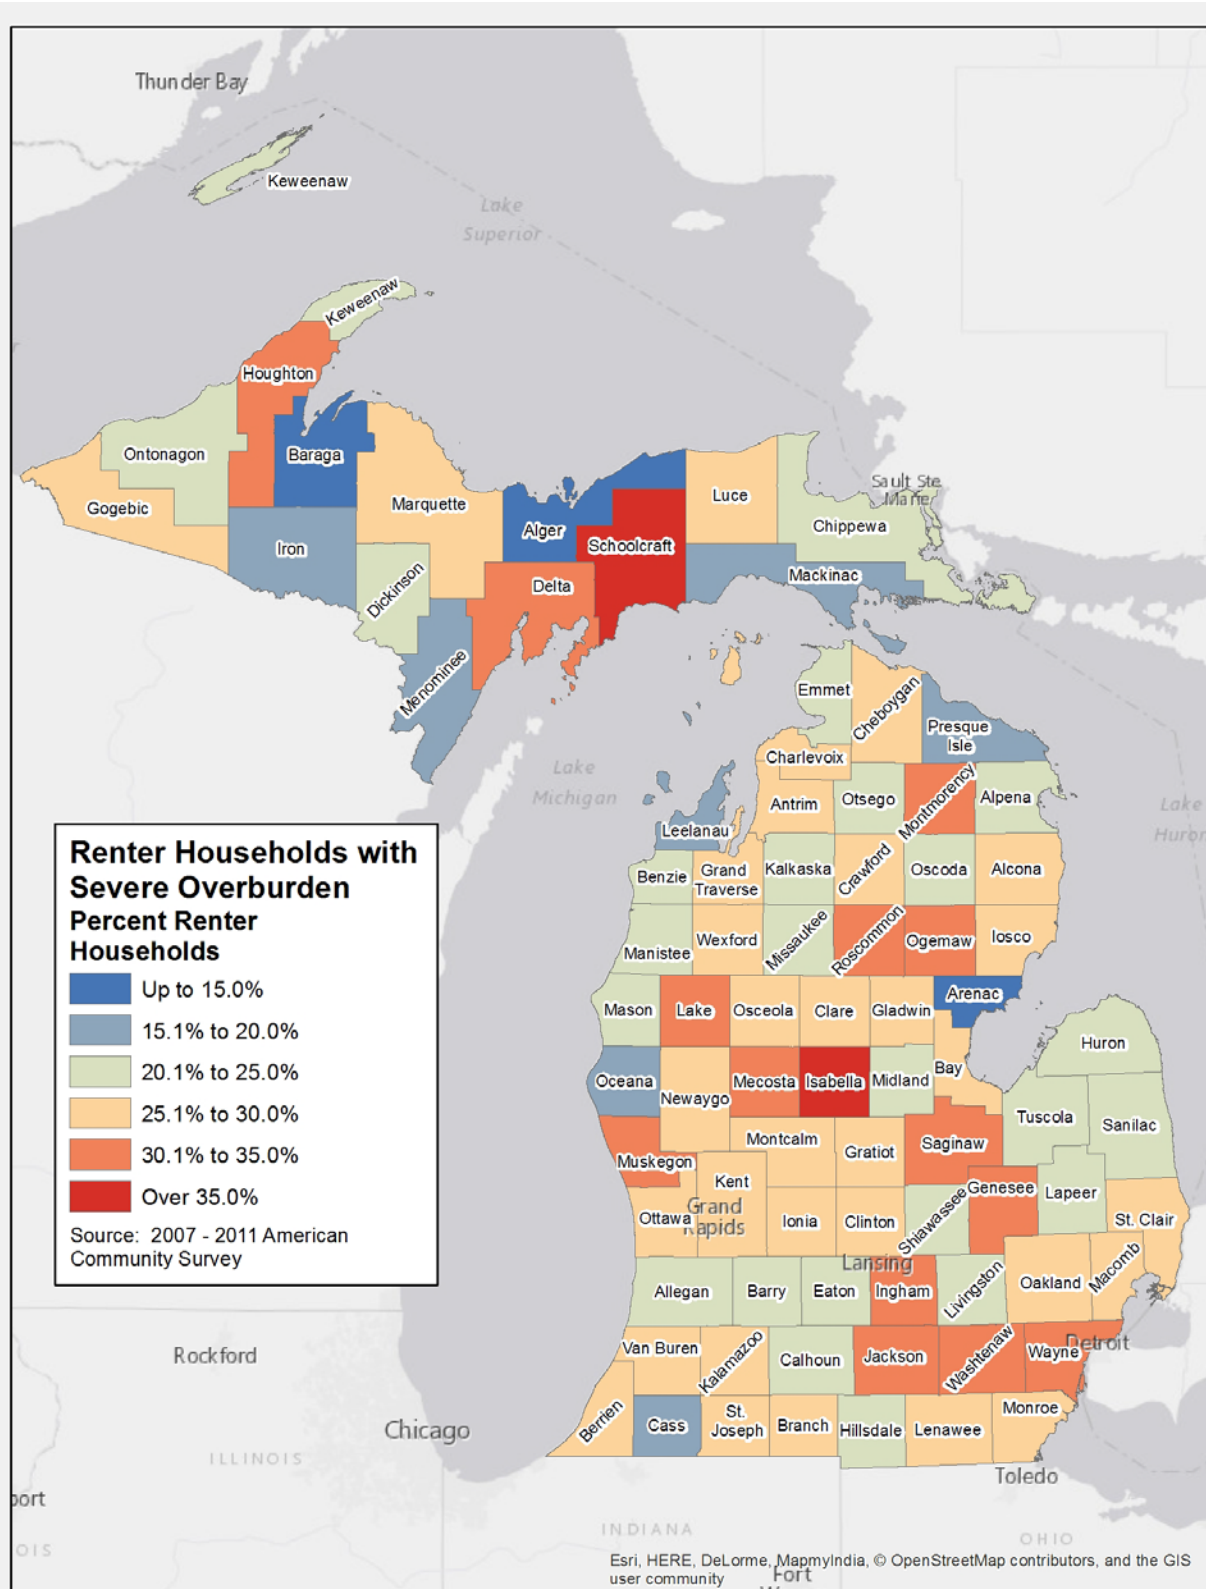 Thunder Bay
Keweenaw
Lake
Superior
Keweenaw
Houghton
Ontonagon
Baraga
Gogebic
Marquette
Iron
Dickinson
Menominee
Alger
Schoolcraft
Delta
Luce
Sault Ste
Marie
Chippewa
Mackinac
Emmet
Cheboygan
Presque
Isle
Charlevoix
Lake
Michigan
Antrim
Otsego
Montmorency
Alpena
Lake
Huron
Leelanau
Benzie
Grand
Traverse
Kalkaska
Crawford
Oscoda
Alcona
Manistee
Wexford
Missaukee
Roscommon
Ogemaw
Iosco
Mason
Lake
Osceola
Clare
Gladwin
Arenac
Huron
Oceana
Newaygo
Mecosta
Isabella
Midland
Bay
Tuscola
Sanilac
Muskegon
Montcalm
Gratiot
Saginaw
Kent
Grand
Rapids
Ottawa
Ionia
Clinton
Shiawassee
Genesee
Lapeer
St. Clair
Lansing
Allegan
Barry
Eaton
Ingham
Livingston
Oakland
Macomb
Van Buren
Kalamazoo
Calhoun
Jackson
Washtenaw
Wayne
Detroit
Berrien
Cass
St.
Joseph
Branch
Hillsdale
Lenawee
Monroe
Toledo
Renter Households with
Severe Overburden
Percent Renter
Households
Up to 15.0%
15.1% to 20.0%
20.1% to 25.0%
25.1% to 30.0%
30.1% to 35.0%
Over 35.0%
Source:  2007 - 2011 American
Community Survey
Rockford
Chicago
ILLINOIS
port
OIS
INDIANA
OHIO
Esri, HERE, DeLorme, MapmyIndia, © OpenStreetMap contributors, and the GIS
user community
Fort